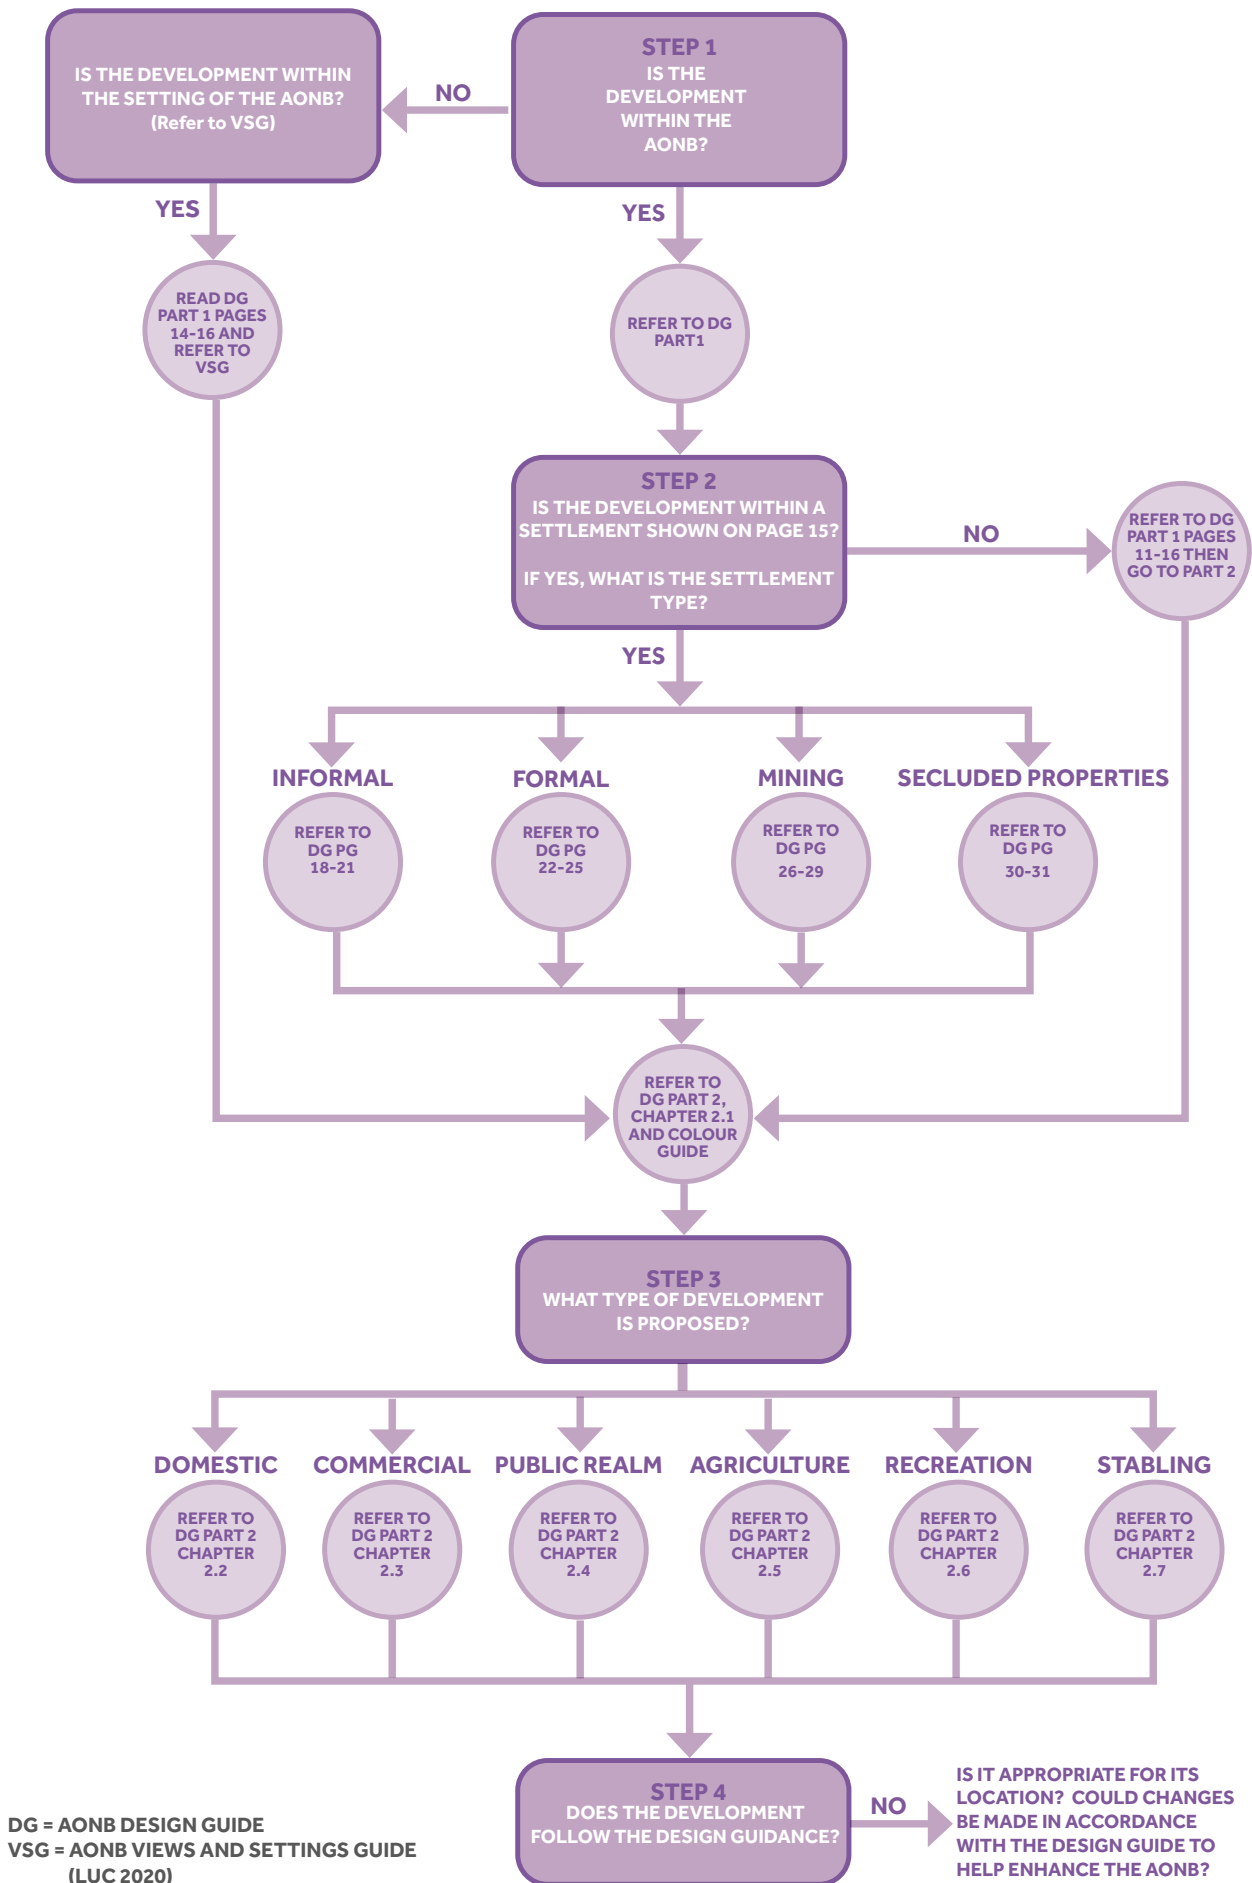 STEP 1
IS THE
DEVELOPMENT
WITHIN THE
AONB?
NO
IS THE DEVELOPMENT WITHIN
THE SETTING OF THE AONB?
(Refer to VSG)
YES
YES
READ DG
PART 1 PAGES
14-16 AND
REFER TO
VSG
REFER TO DG
PART1
STEP 2
IS THE DEVELOPMENT WITHIN A
SETTLEMENT SHOWN ON PAGE 15?
IF YES, WHAT IS THE SETTLEMENT
TYPE?
NO
REFER TO DG
PART 1 PAGES
11-16 THEN
GO TO PART 2
YES
INFORMAL
REFER TO
DG PG
18-21
FORMAL
REFER TO
DG PG
22-25
MINING
REFER TO
DG PG
26-29
SECLUDED PROPERTIES
REFER TO
DG PG
30-31
REFER TO
DG PART 2,
CHAPTER 2.1
AND COLOUR
GUIDE
STEP 3
WHAT TYPE OF DEVELOPMENT
IS PROPOSED?
DOMESTIC
REFER TO
DG PART 2
CHAPTER
2.2
COMMERCIAL
REFER TO
DG PART 2
CHAPTER
2.3
PUBLIC REALM
REFER TO
DG PART 2
CHAPTER
2.4
AGRICULTURE
REFER TO
DG PART 2
CHAPTER
2.5
RECREATION
REFER TO
DG PART 2
CHAPTER
2.6
STABLING
REFER TO
DG PART 2
CHAPTER
2.7
STEP 4
DOES THE DEVELOPMENT
FOLLOW THE DESIGN GUIDANCE?
NO
IS IT APPROPRIATE FOR ITS
LOCATION? COULD CHANGES
BE MADE IN ACCORDANCE
WITH THE DESIGN GUIDE TO
HELP ENHANCE THE AONB?
DG = AONB DESIGN GUIDE
VSG = AONB VIEWS AND SETTINGS GUIDE
(LUC 2020)